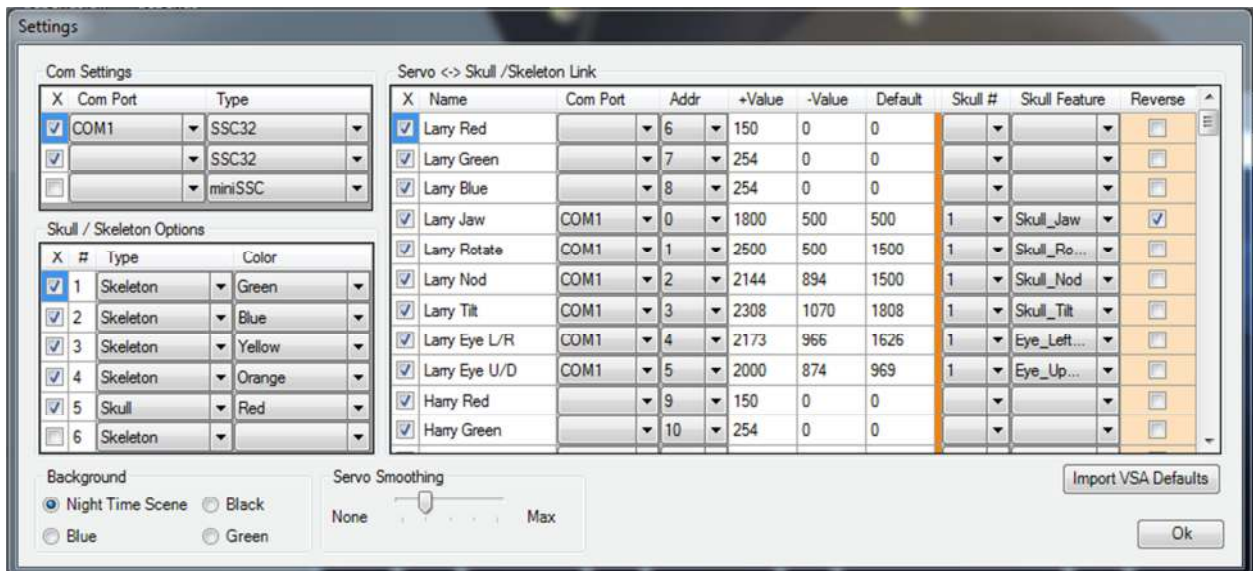 Settings
Com Settings
X Com Port Type
COM1 SSC32
SSC32
miniSSC
Skull / Skeleton Options
X # Type Color
1 Skeleton Green
2 Skeleton Blue
3 Skeleton Yellow
4 Skeleton Orange
5 Skull Red
6 Skeleton
Servo <-> Skull /Skeleton Link
X Name Com Port Addr +Value -Value Default Skull # Skull Feature Reverse
Larry Red 6 150 0 0
Larry Green 7 254 0 0
Larry Blue 8 254 0 0
Larry Jaw COM1 0 1800 500 500 1 Skull_Jaw
Larry Rotate COM1 1 2500 500 1500 1 Skull_Ro...
Larry Nod COM1 2 2144 894 1500 1 Skull_Nod
Larry Tilt COM1 3 2308 1070 1808 1 Skull_Tilt
Larry Eye L/R COM1 4 2173 966 1626 1 Eye_Left...
Larry Eye U/D COM1 5 2000 874 969 1 Eye_Up...
Harry Red 9 150 0 0
Harry Green 10 254 0 0
Background
Night Time Scene Black
Blue Green
Servo Smoothing
None Max
Import VSA Defaults
Ok